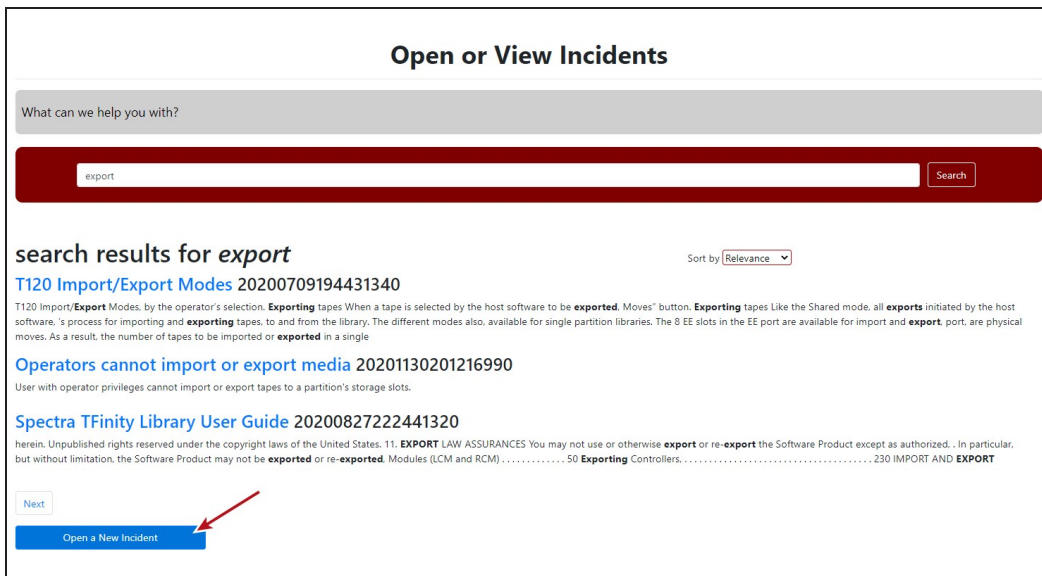 Open or View Incidents
What can we help you with?
export
Search
search results for export
Sort by Relevance
T120 Import/Export Modes 20200709194431340
T120 Import/Export Modes, by the operator's selection, Exporting tapes When a tape is selected by the host software to be exported, Moves" button. Exporting tapes Like the Shared mode, all exports initiated by the host
software, 's process for importing and exporting tapes, to and from the library. The different modes also, available for single partition libraries. The 8 EE slots in the EE port are available for import and export, port, are physical
moves. As a result, the number of tapes to be imported or exported in a single
Operators cannot import or export media 20201130201216990
User with operator privileges cannot import or export tapes to a partition's storage slots.
Spectra TFinity Library User Guide 20200827222441320
herein. Unpublished rights reserved under the copyright laws of the United States. 11. EXPORT LAW ASSURANCES You may not use or otherwise export or re-export the Software Product except as authorized, . In particular,
but without limitation, the Software Product may not be exported or re-exported, Modules (LCM and RCM) . . . . . . . . . . . . . 50 Exporting Controllers, . . . . . . . . . . . . . . . . . . . . . . . . . . . . . . . . . . . . . 230 IMPORT AND EXPORT
Next
Open a New Incident